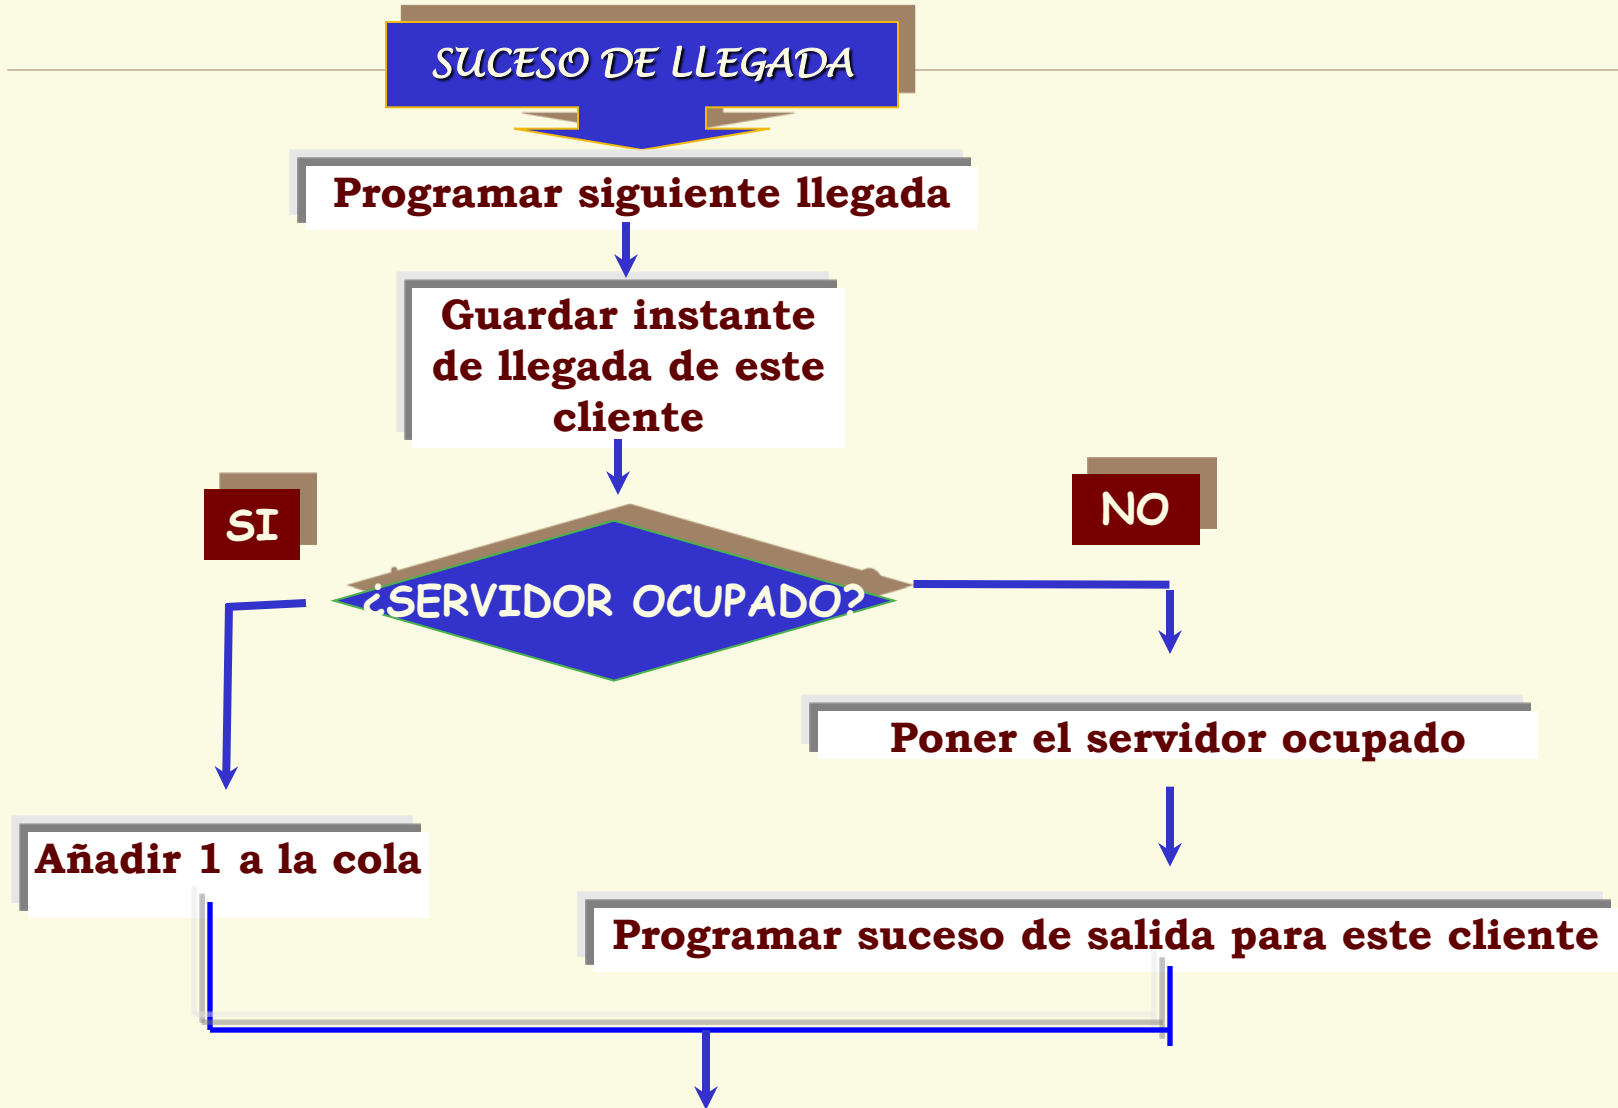 SUCESO DE LLEGADA
Programar siguiente llegada
Guardar instante
de llegada de este
cliente
SI
NO
¿SERVIDOR OCUPADO?
Poner el servidor ocupado
Añadir 1 a la cola
Programar suceso de salida para este cliente